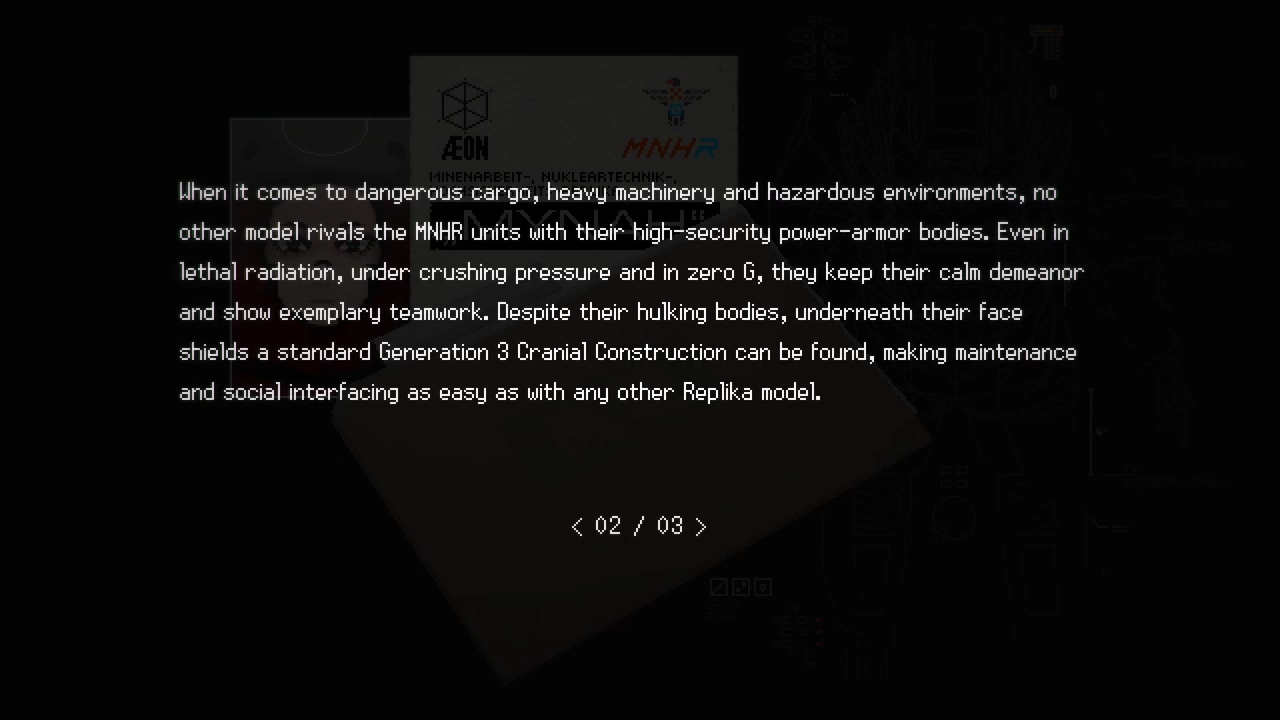 ÆON
MNHR
MINENARBEIT-, NUKLEARTECHNIK-,
"MYNAH"
When it comes to dangerous cargo, heavy machinery and hazardous environments, no
other model rivals the MNHR units with their high-security power-armor bodies. Even in
lethal radiation, under crushing pressure and in zero G, they keep their calm demeanor
and show exemplary teamwork. Despite their hulking bodies, underneath their face
shields a standard Generation 3 Cranial Construction can be found, making maintenance
and social interfacing as easy as with any other Replika model.
< 02 / 03 >